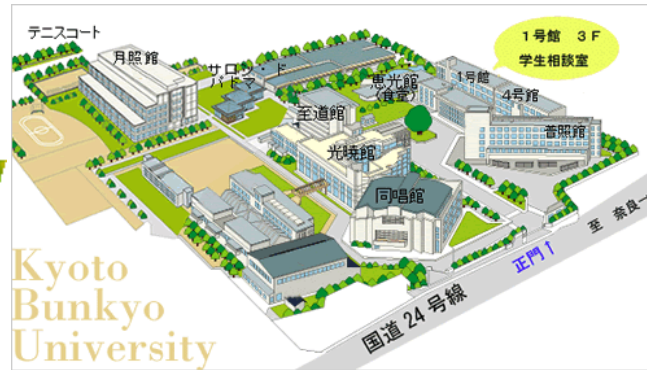 テニスコート
月照館
サロン・ド
パドマ
至道館
恵光館
(食堂)
1号館 3F
学生相談室
1号館
4号館
普照館
光暁館
同唱館
Kyoto
Bunkyo
University
国道24号線
正門↑
至 奈良→